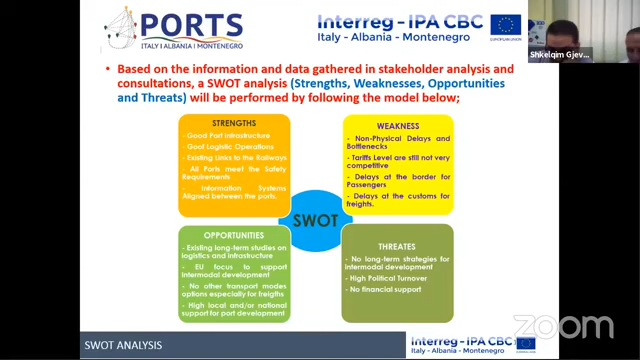 PORTS
ITALY I ALBANIA I MONTENEGRO
Interreg - IPA CBC
Italy - Albania - Montenegro
EUROPEAN UNION
Shkelqim Gjev...
• Based on the information and data gathered in stakeholder analysis and
consultations, a SWOT analysis (Strengths, Weaknesses, Opportunities
and Threats) will be performed by following the model below;
STRENGTHS
- Good Port Infrastructure
- Goof Logistic Operations
- Existing Links to the Railways
- All Ports meet the Safety
Requirements
- Information Systems
Aligned between the ports.
WEAKNESS
- Non-Physical Delays and
Bottlenecks
- Tariffs Level are still not very
competitive
- Delays at the border for
Passengers
- Delays at the customs for
freights.
SWOT
OPPORTUNITIES
- Existing long-term studies on
logistics and infrastructure
- EU focus to support
intermodal development
- No other transport modes
options especially for freigths
- High local and/or national
support for port development
THREATES
- No long-term strategies for
intermodal development
- High Political Turnover
- No financial support
zoom
SWOT ANALYSIS
Interreg - IPA CBC
Italy - Albania - Montenegro